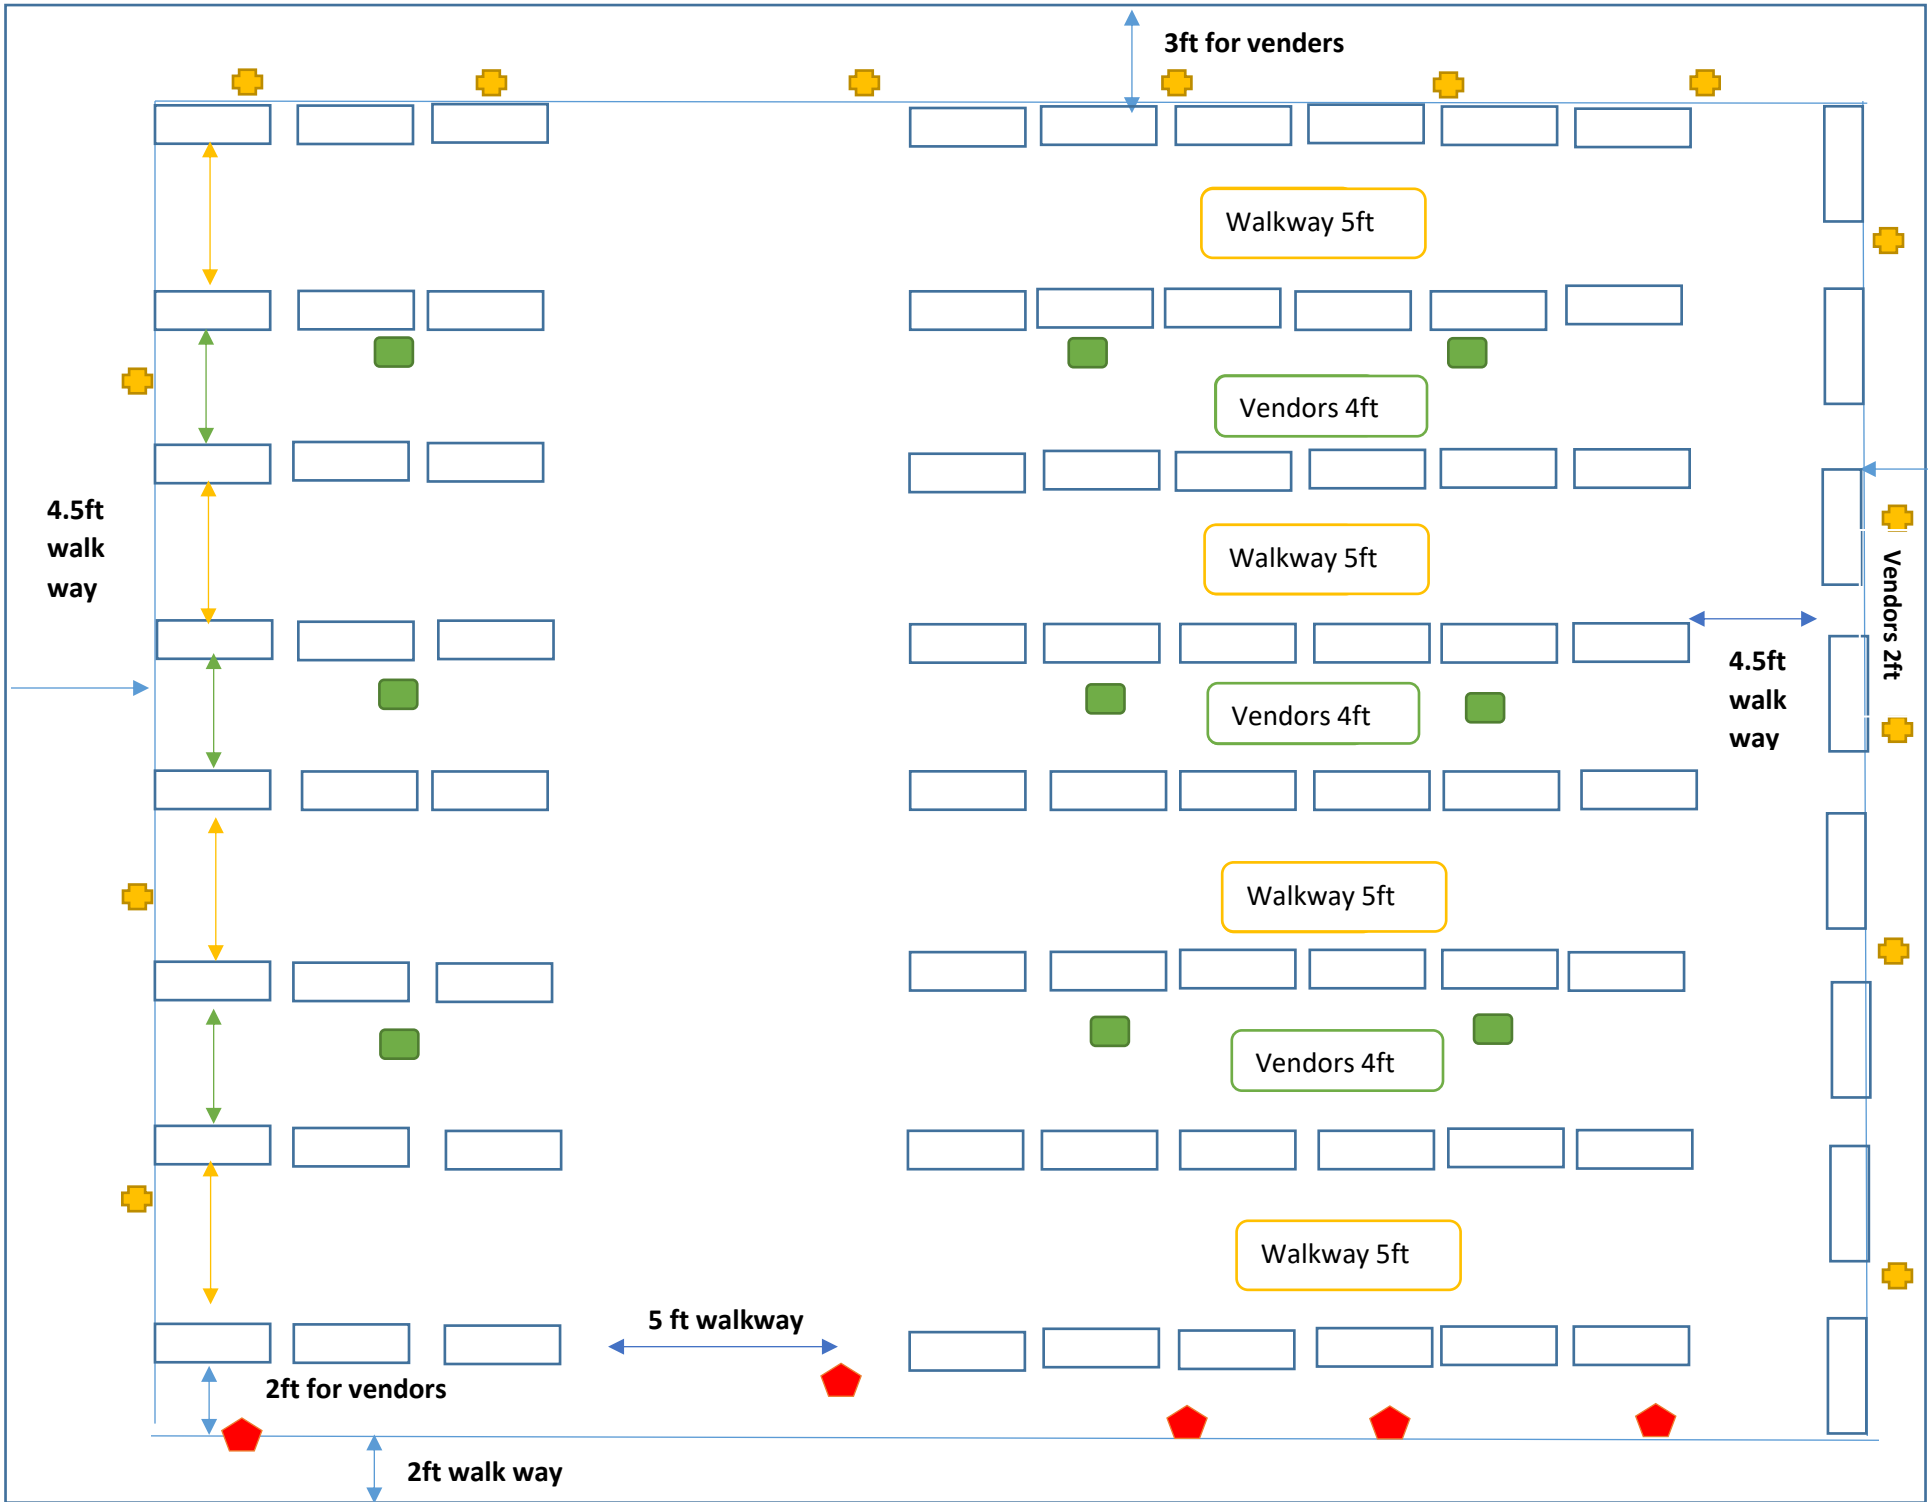 3ft for venders
Walkway 5ft
Vendors 4ft
4.5ft
walk
way
Walkway 5ft
Vendors 2ft
4.5ft
walk
way
Vendors 4ft
Walkway 5ft
Vendors 4ft
Walkway 5ft
5 ft walkway
2ft for vendors
2ft walk way